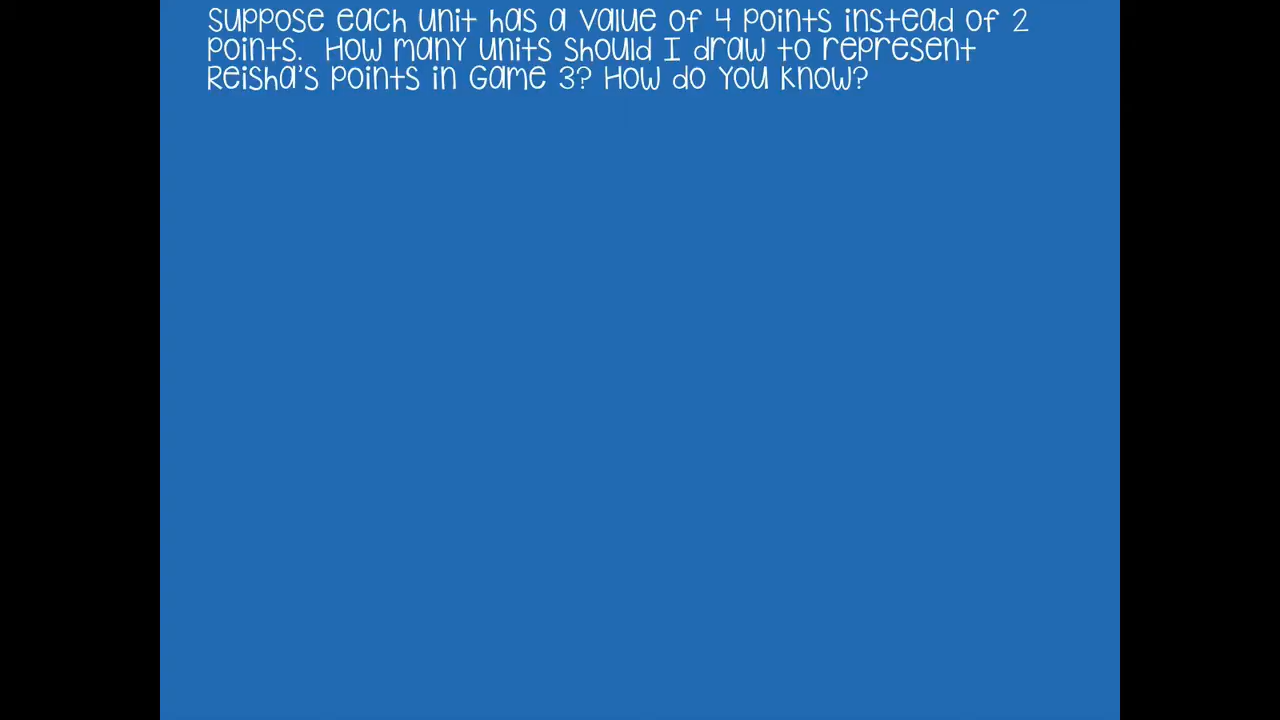 Suppose each unit has a value of 4 points instead of 2
points.  How many units should I draw to represent
Reisha's points in Game 3? How do you know?